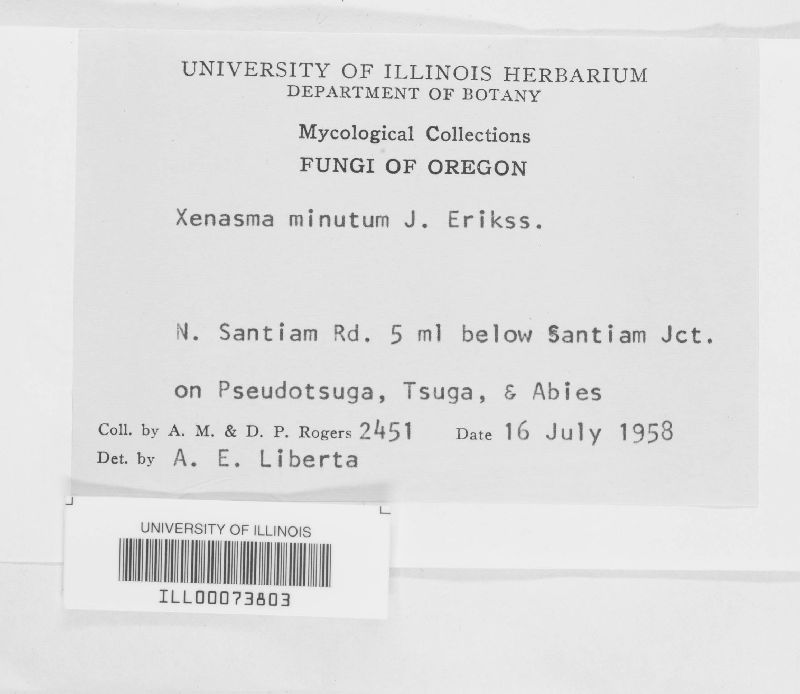 UNIVERSITY OF ILLINOIS HERBARIUM
DEPARTMENT OF BOTANY
Mycological Collections
FUNGI OF OREGON
Xenasma minutum J. Erikss.
N. Santiam Rd. 5 ml below Santiam Jct.
on Pseudotsuga, Tsuga, & Abies
Coll. by A. M. & D. P. Rogers 2451 Date 16 July 1958
Det. by A. E. Liberta
UNIVERSITY OF ILLINOIS
ILL00073803